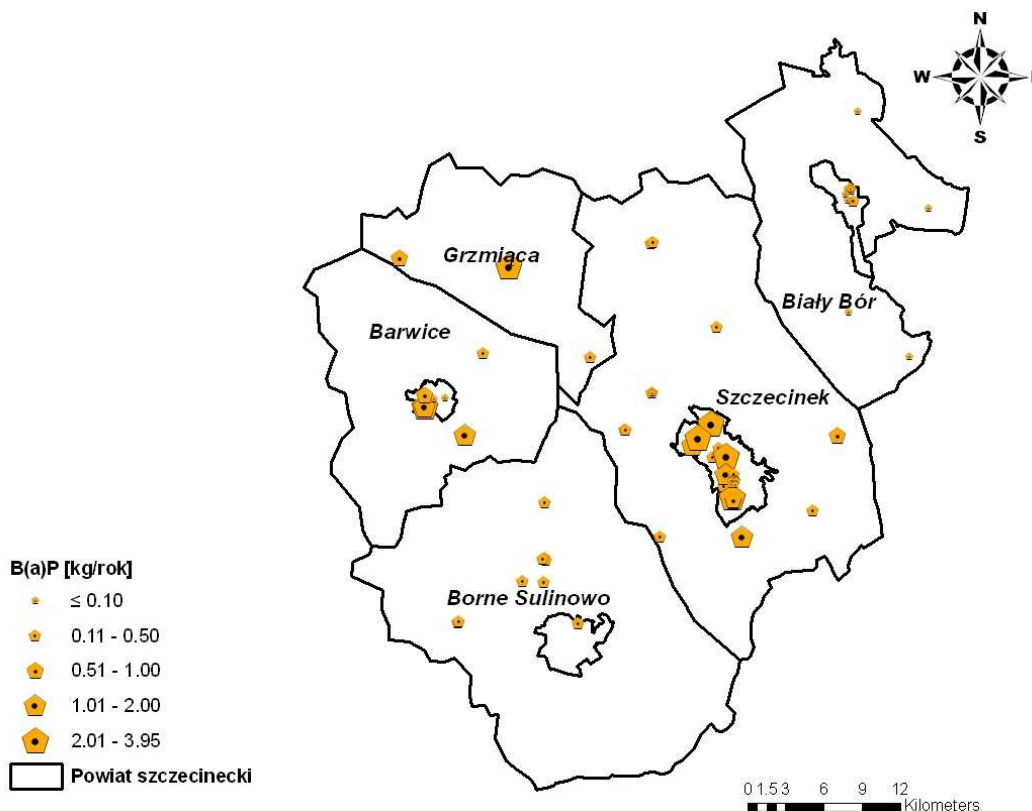 N
W
S
Grzmiąca
Biały Bór
Barwice
Szczecinek
Borne Sulinowo
B(a)P [kg/rok]
≤ 0.10
0.11 - 0.50
0.51 - 1.00
1.01 - 2.00
2.01 - 3.95
Powiat szczecinecki
0 1.5 3 6 9 12
Kilometers